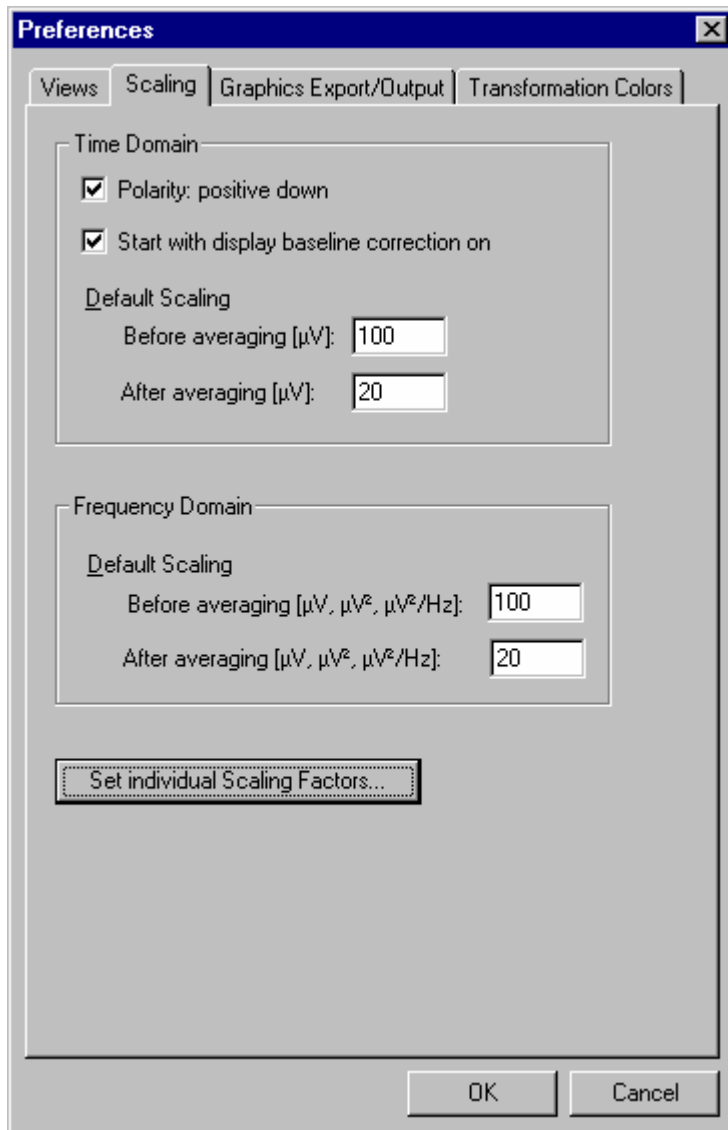 Preferences
Views Scaling Graphics Export/Output Transformation Colors
Time Domain
Polarity: positive down
Start with display baseline correction on
Default Scaling
Before averaging [µV]: 100
After averaging [µV]: 20
Frequency Domain
Default Scaling
Before averaging [µV, µV², µV²/Hz]: 100
After averaging [µV, µV², µV²/Hz]: 20
Set individual Scaling Factors...
OK Cancel